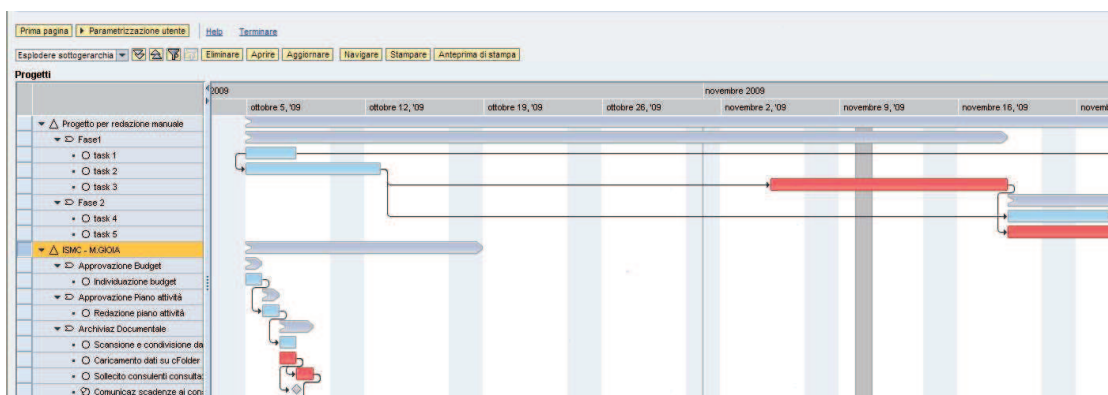 Prima pagina Parametrizzazione utente Help Terminare
Esplodere sottogerarchia Eliminare Aprire Aggiornare Navigare Stampare Anteprima di stampa
Progetti
2009 novembre 2009
ottobre 5, '09 ottobre 12, '09 ottobre 19, '09 ottobre 26, '09 novembre 2, '09 novembre 9, '09 novembre 16, '09 novemb
Progetto per redazione manuale
Fase1
task 1
task 2
task 3
Fase 2
task 4
task 5
ISMC - M.GIOIA
Approvazione Budget
Individuazione budget
Approvazione Piano attività
Redazione piano attività
Archiviaz Documentale
Scansione e condivisione da
Caricamento dati su cFolder
Sollecito consulenti consulta
Comunicaz scadenze ai con